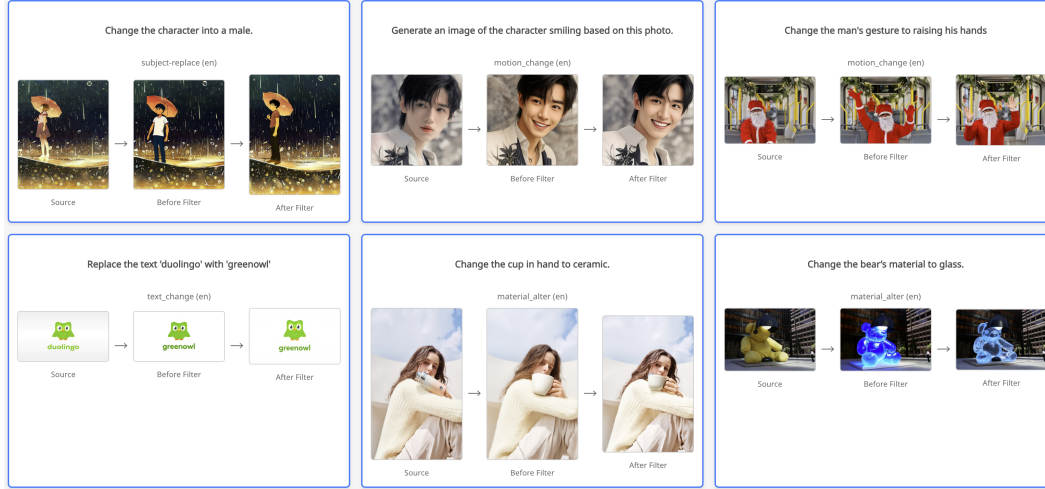 Change the character into a male.
subject-replace (en)
Source
Before Filter
After Filter
Generate an image of the character smiling based on this photo.
motion_change (en)
Source
Before Filter
After Filter
Change the man's gesture to raising his hands
motion_change (en)
Source
Before Filter
After Filter
Replace the text 'duolingo' with 'greenowl'
text_change (en)
duolingo
greenowl
greenowl
Source
Before Filter
After Filter
Change the cup in hand to ceramic.
material_alter (en)
Source
Before Filter
After Filter
Change the bear's material to glass.
material_alter (en)
Source
Before Filter
After Filter